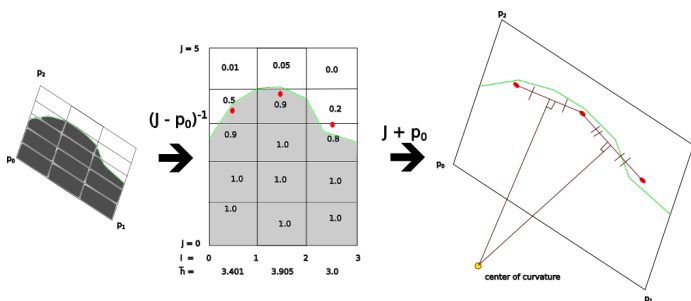 p₂
p₀
p₁
(J - p₀)⁻¹
J = 5
0.01 0.05 0.0
0.5 0.9 0.2
0.9 1.0 0.8
1.0 1.0 1.0
1.0 1.0 1.0
J = 0
I = 0 1 2 3
h̃ = 3.401 3.905 3.0
J + p₀
p₂
p₀
center of curvature
p₁